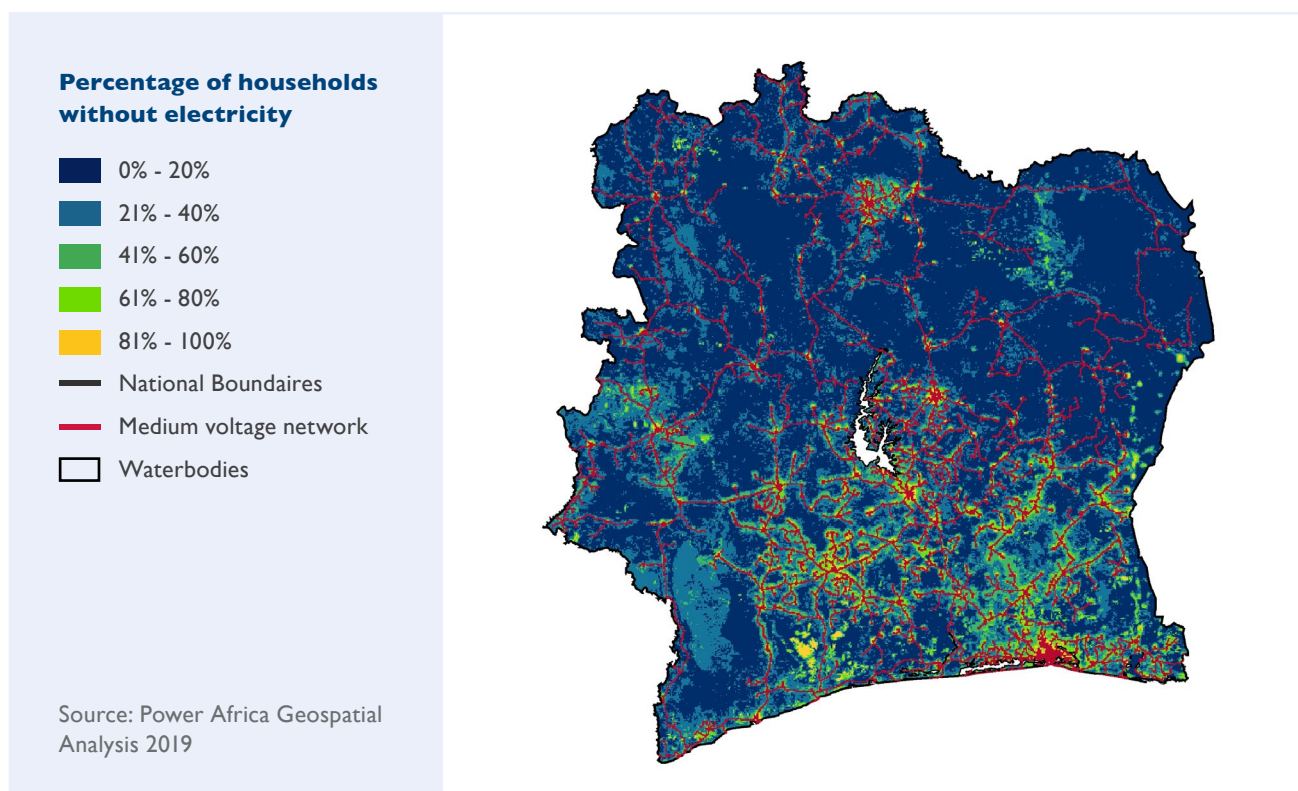 Percentage of households
without electricity
0% - 20%
21% - 40%
41% - 60%
61% - 80%
81% - 100%
National Boundaires
Medium voltage network
Waterbodies
Source: Power Africa Geospatial
Analysis 2019